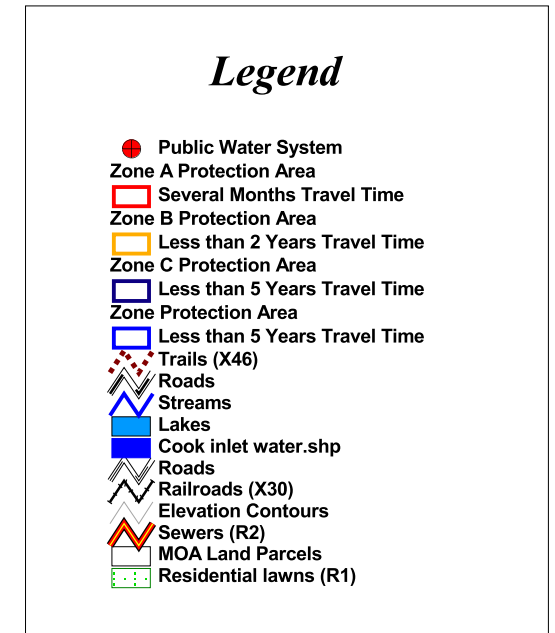 Legend
Public Water System
Zone A Protection Area
Several Months Travel Time
Zone B Protection Area
Less than 2 Years Travel Time
Zone C Protection Area
Less than 5 Years Travel Time
Zone Protection Area
Less than 5 Years Travel Time
Trails (X46)
Roads
Streams
Lakes
Cook inlet water.shp
Roads
Railroads (X30)
Elevation Contours
Sewers (R2)
MOA Land Parcels
Residential lawns (R1)